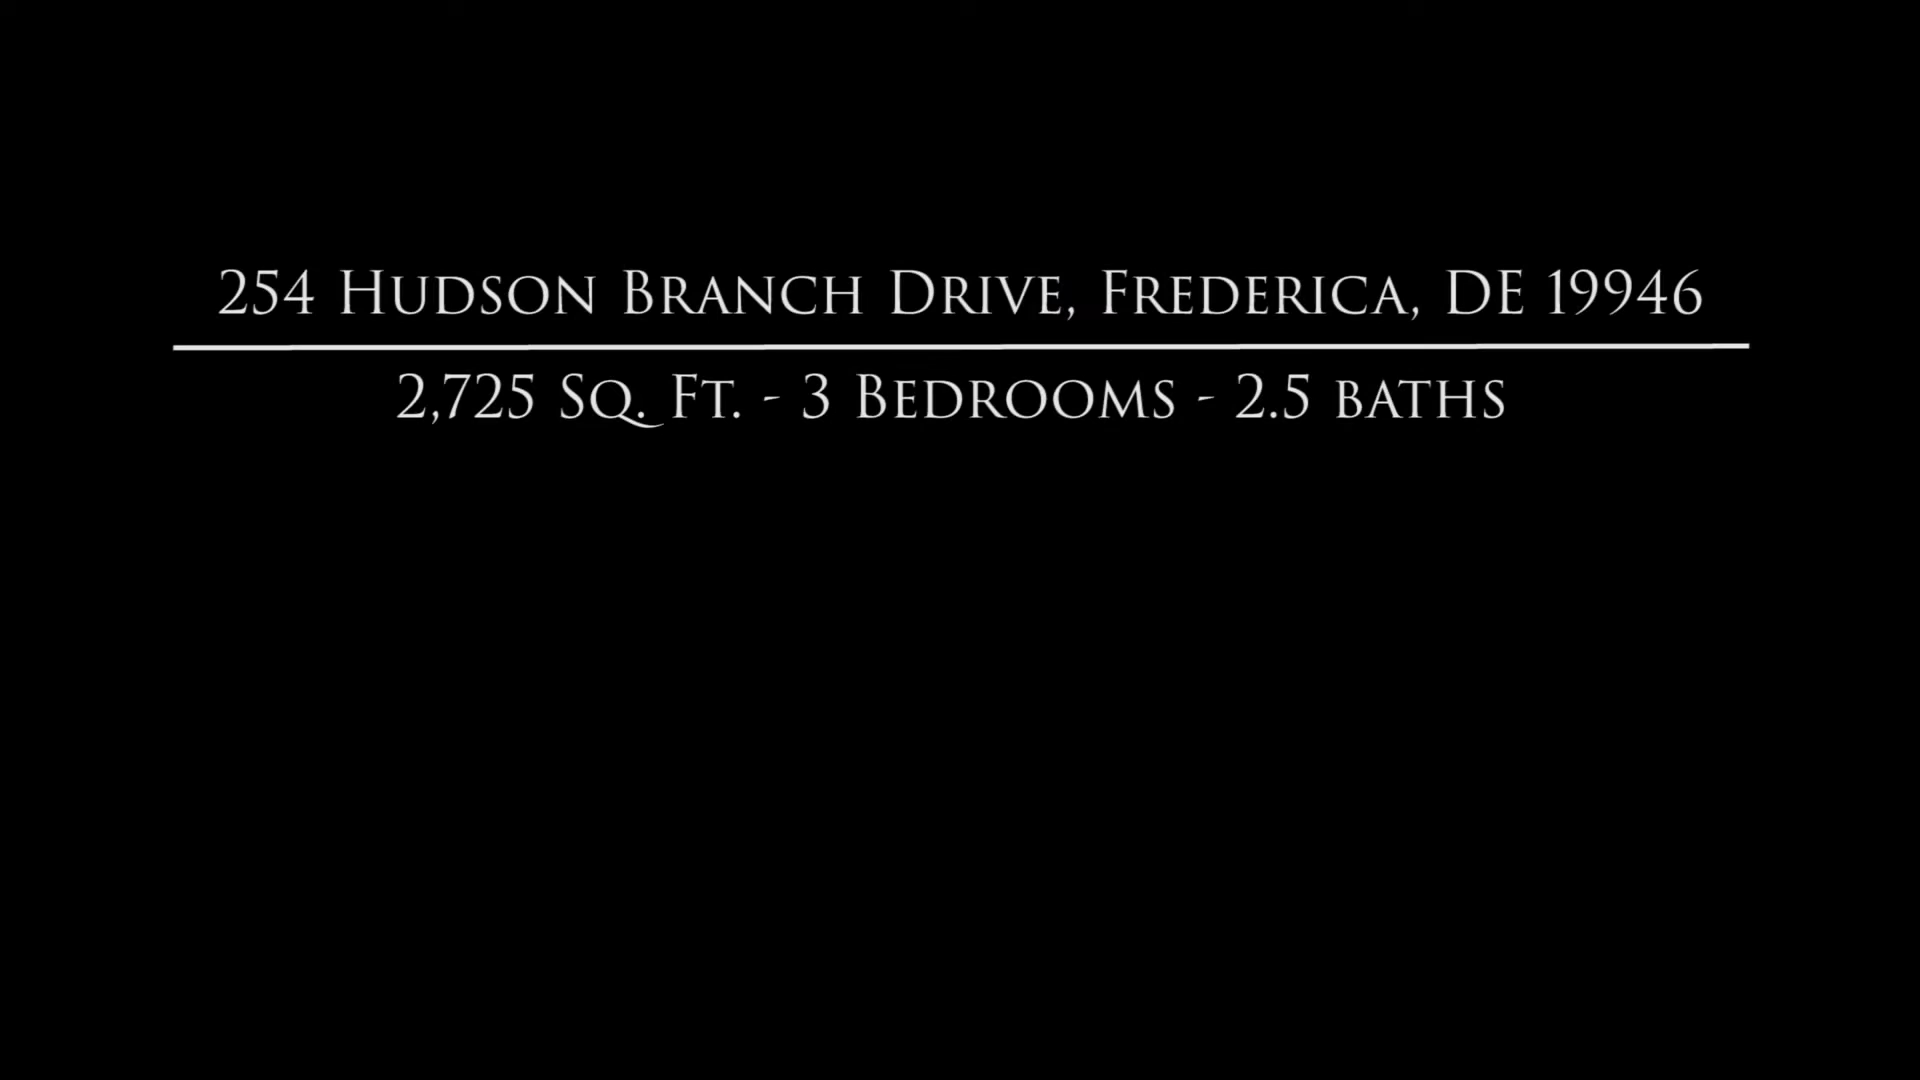 254 Hudson Branch Drive, Frederica, DE 19946
2,725 Sq. Ft. - 3 Bedrooms - 2.5 baths